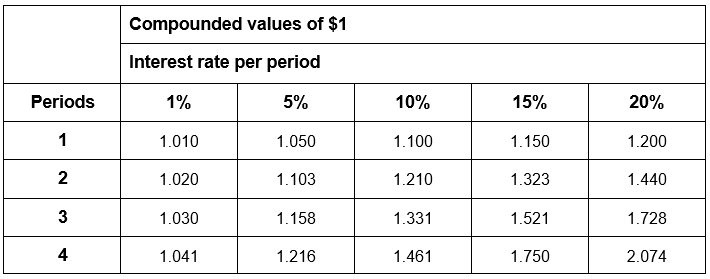 Compounded values of $1
Interest rate per period
Periods 1% 5% 10% 15% 20%
1 1.010 1.050 1.100 1.150 1.200
2 1.020 1.103 1.210 1.323 1.440
3 1.030 1.158 1.331 1.521 1.728
4 1.041 1.216 1.461 1.750 2.074